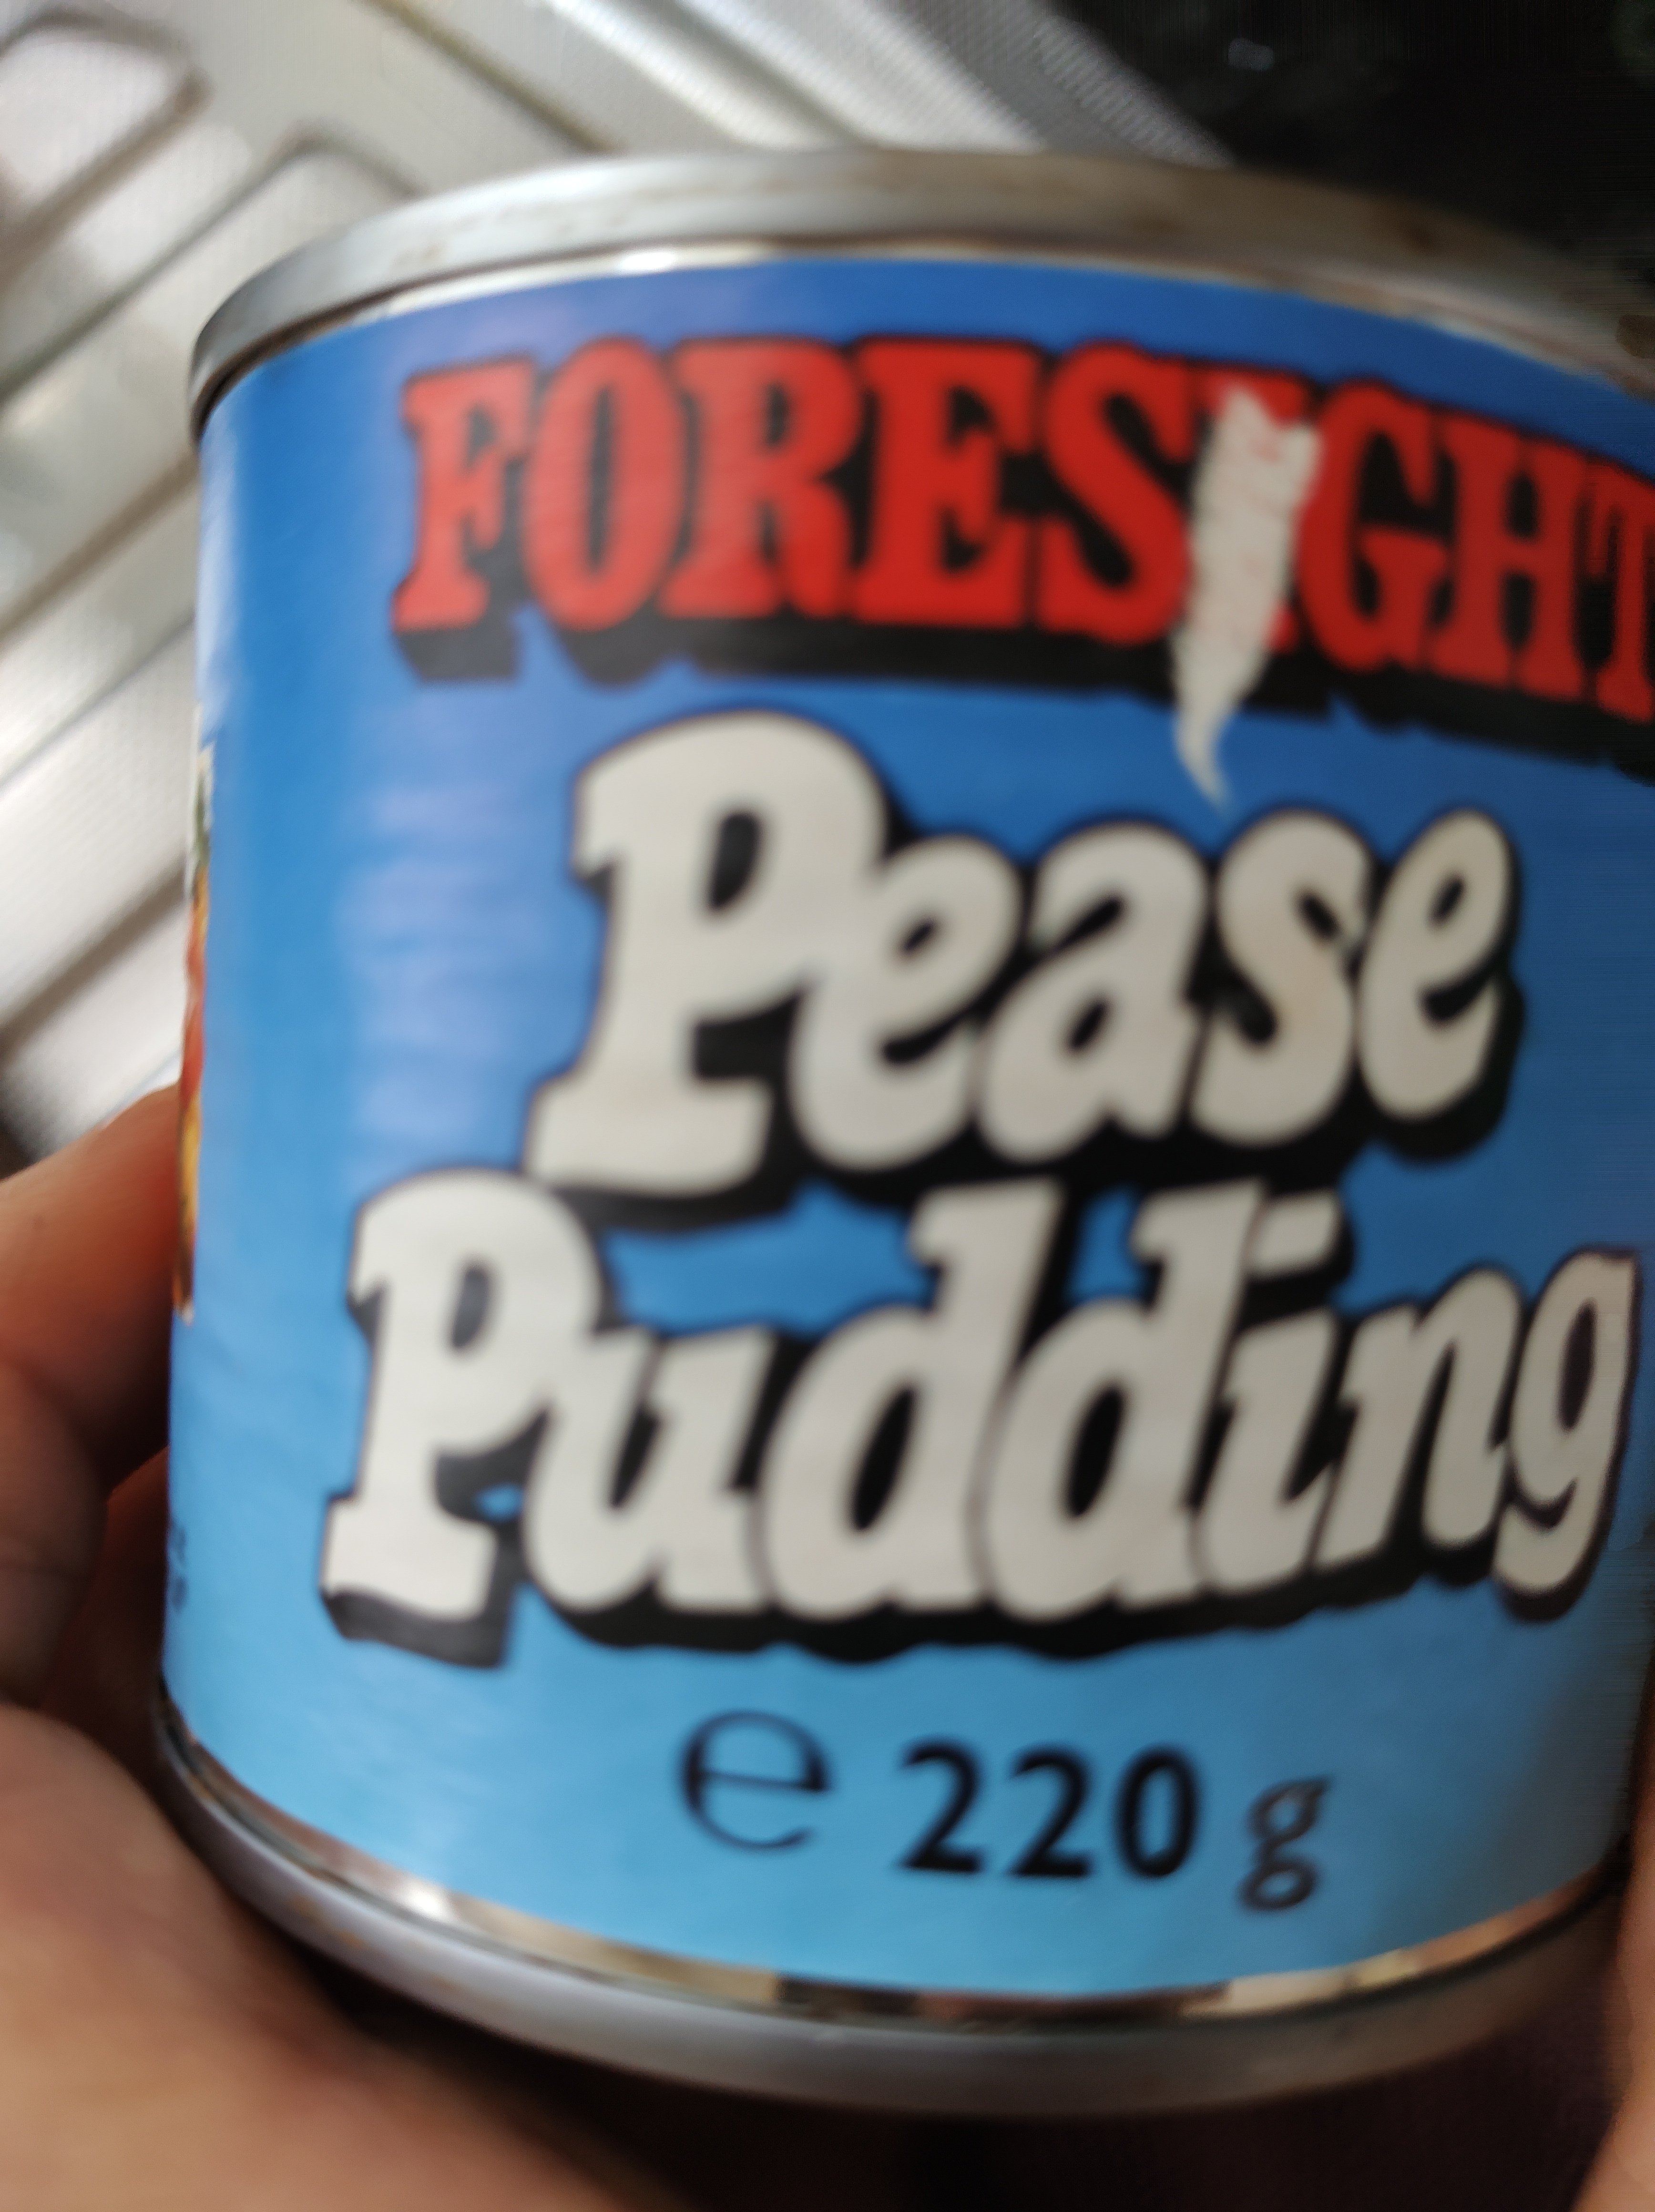 FORESIGHT
Pease
Pudding
℮ 220 g